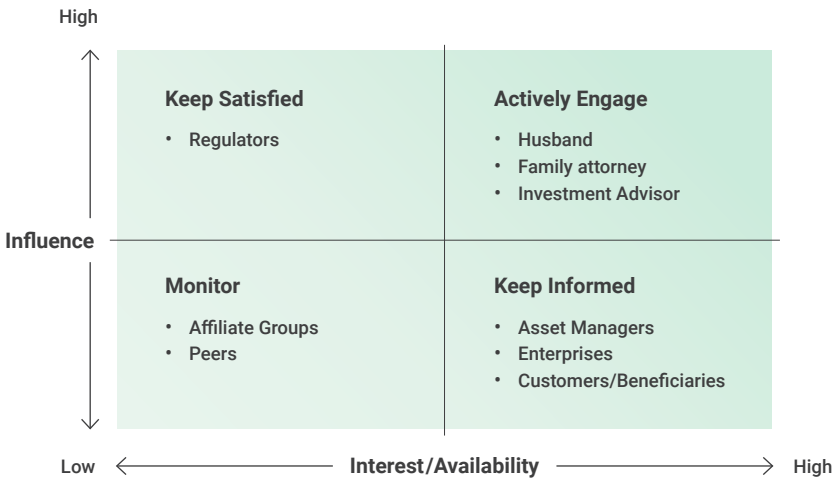 High
Keep Satisfied
• Regulators
Actively Engage
• Husband
• Family attorney
• Investment Advisor
Influence
Monitor
• Affiliate Groups
• Peers
Keep Informed
• Asset Managers
• Enterprises
• Customers/Beneficiaries
Low
Interest/Availability
High